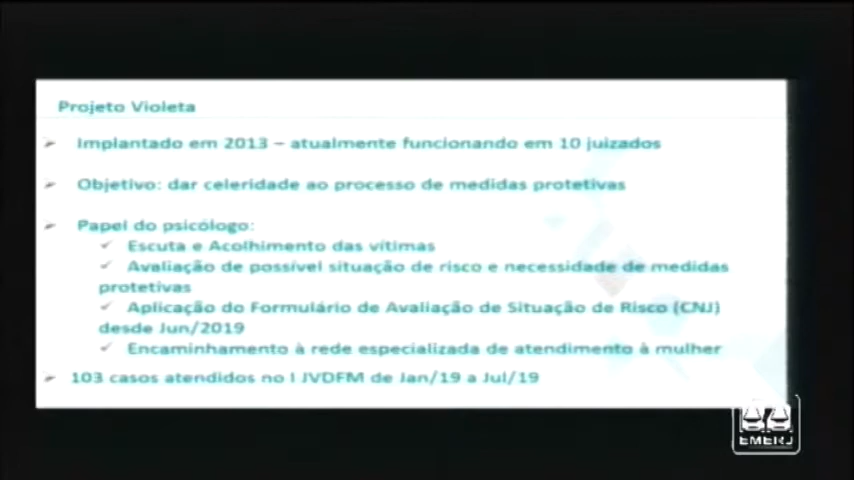 Projeto Violeta
➢ Implantado em 2013 – atualmente funcionando em 10 juizados
➢ Objetivo: dar celeridade ao processo de medidas protetivas
➢ Papel do psicólogo:
✓ Escuta e Acolhimento das vítimas
✓ Avaliação de possível situação de risco e necessidade de medidas
protetivas
✓ Aplicação do Formulário de Avaliação de Situação de Risco (CNJ)
desde Jun/2019
✓ Encaminhamento à rede especializada de atendimento à mulher
➢ 103 casos atendidos no I JVDFM de Jan/19 a Jul/19
EMERJ